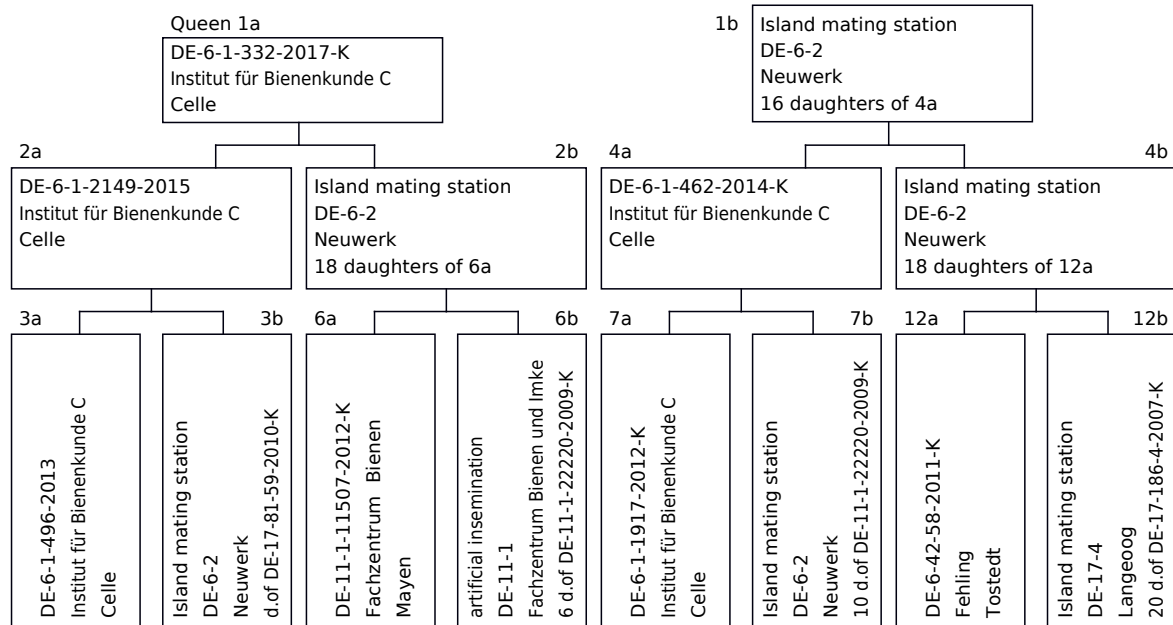 Queen 1a
DE-6-1-332-2017-K
Institut für Bienenkunde C
Celle
1b
Island mating station
DE-6-2
Neuwerk
16 daughters of 4a
2a
DE-6-1-2149-2015
Institut für Bienenkunde C
Celle
2b
Island mating station
DE-6-2
Neuwerk
18 daughters of 6a
4a
DE-6-1-462-2014-K
Institut für Bienenkunde C
Celle
4b
Island mating station
DE-6-2
Neuwerk
18 daughters of 12a
3a
DE-6-1-496-2013
Institut für Bienenkunde C
Celle
3b
Island mating station
DE-6-2
Neuwerk
d.of DE-17-81-59-2010-K
6a
DE-11-1-11507-2012-K
Fachzentrum Bienen
Mayen
6b
artificial insemination
DE-11-1
Fachzentrum Bienen und Imke
6 d.of DE-11-1-22220-2009-K
7a
DE-6-1-1917-2012-K
Institut für Bienenkunde C
Celle
7b
Island mating station
DE-6-2
Neuwerk
10 d.of DE-11-1-22220-2009-K
12a
DE-6-42-58-2011-K
Fehling
Tostedt
12b
Island mating station
DE-17-4
Langeoog
20 d.of DE-17-186-4-2007-K